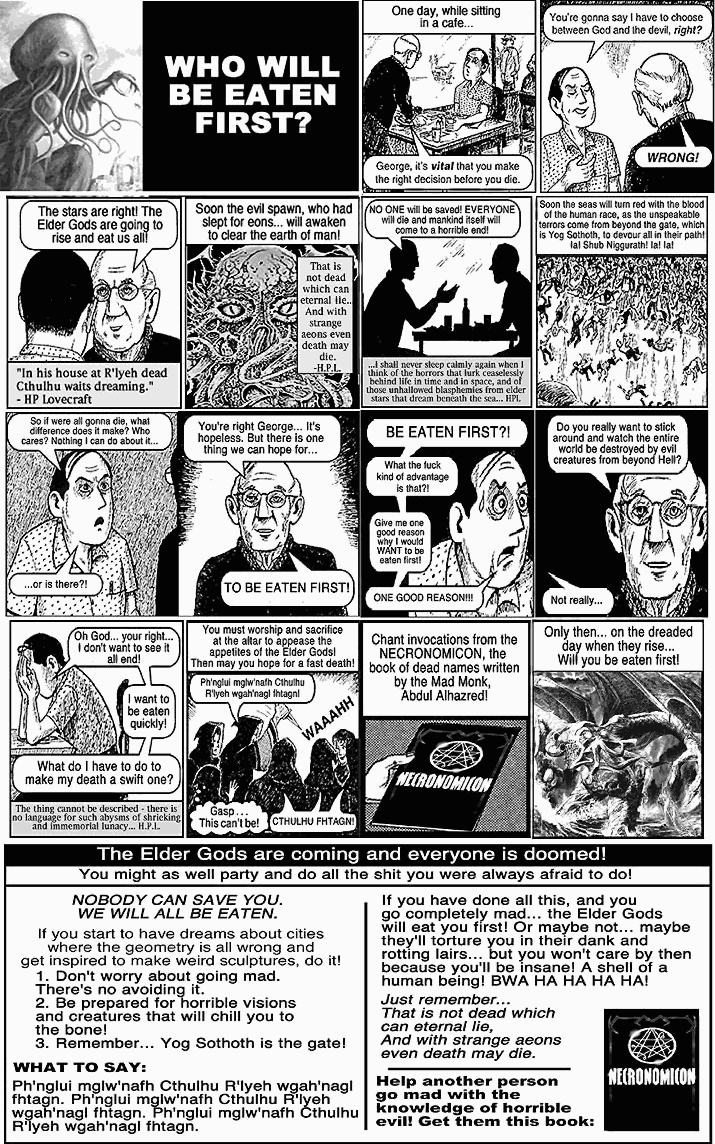 WHO WILL
BE EATEN
FIRST?
One day, while sitting
in a cafe...
George, it's vital that you make
the right decision before you die.
You're gonna say I have to choose
between God and the devil, right?
WRONG!
The stars are right! The
Elder Gods are going to
rise and eat us all!
"In his house at R'lyeh dead
Cthulhu waits dreaming."
- HP Lovecraft
Soon the evil spawn, who had
slept for eons... will awaken
to clear the earth of man!
That is
not dead
which can
eternal lie..
And with
strange
aeons even
death may
die.
-H.P.L.
NO ONE will be saved! EVERYONE
will die and mankind itself will
come to a horrible end!
...I shall never sleep calmly again when I
think of the horrors that lurk ceaselessly
behind life in time and in space, and of
those unhallowed blasphemies from elder
stars that dream beneath the sea... HPL
Soon the seas will turn red with the blood
of the human race, as the unspeakable
terrors come from beyond the gate, which
is Yog Sothoth, to devour all in their path!
Ia! Shub Niggurath! Ia! Ia!
So if were all gonna die, what
difference does it make? Who
cares? Nothing I can do about it...
...or is there?!
You're right George... It's
hopeless. But there is one
thing we can hope for...
TO BE EATEN FIRST!
BE EATEN FIRST?!
What the fuck
kind of advantage
is that?!
Give me one
good reason
why I would
WANT to be
eaten first!
ONE GOOD REASON!!!
Do you really want to stick
around and watch the entire
world be destroyed by evil
creatures from beyond Hell?
Not really...
Oh God... your right...
I don't want to see it
all end!
I want to
be eaten
quickly!
What do I have to do to
make my death a swift one?
The thing cannot be described - there is
no language for such abysms of shrieking
and immemorial lunacy... H.P.L.
You must worship and sacrifice
at the altar to appease the
appetites of the Elder Gods!
Then may you hope for a fast death!
Ph'nglui mglw'nafh Cthulhu
R'lyeh wgah'nagl fhtagn!
WAAAHH
Gasp...
This can't be!
CTHULHU FHTAGN!
Chant invocations from the
NECRONOMICON, the
book of dead names written
by the Mad Monk,
Abdul Alhazred!
NECRONOMICON
Only then... on the dreaded
day when they rise...
Will you be eaten first!
The Elder Gods are coming and everyone is doomed!
You might as well party and do all the shit you were always afraid to do!
NOBODY CAN SAVE YOU.
WE WILL ALL BE EATEN.
If you start to have dreams about cities
where the geometry is all wrong and
get inspired to make weird sculptures, do it!
1. Don't worry about going mad.
There's no avoiding it.
2. Be prepared for horrible visions
and creatures that will chill you to
the bone!
3. Remember... Yog Sothoth is the gate!
WHAT TO SAY:
Ph'nglui mglw'nafh Cthulhu R'lyeh wgah'nagl
fhtagn. Ph'nglui mglw'nafh Cthulhu R'lyeh
wgah'nagl fhtagn. Ph'nglui mglw'nafh Cthulhu
R'lyeh wgah'nagl fhtagn.
If you have done all this, and you
go completely mad... the Elder Gods
will eat you first! Or maybe not... maybe
they'll torture you in their dank and
rotting lairs... but you won't care by then
because you'll be insane! A shell of a
human being! BWA HA HA HA HA!
Just remember...
That is not dead which
can eternal lie,
And with strange aeons
even death may die.
Help another person
go mad with the
knowledge of horrible
evil! Get them this book:
NECRONOMICON